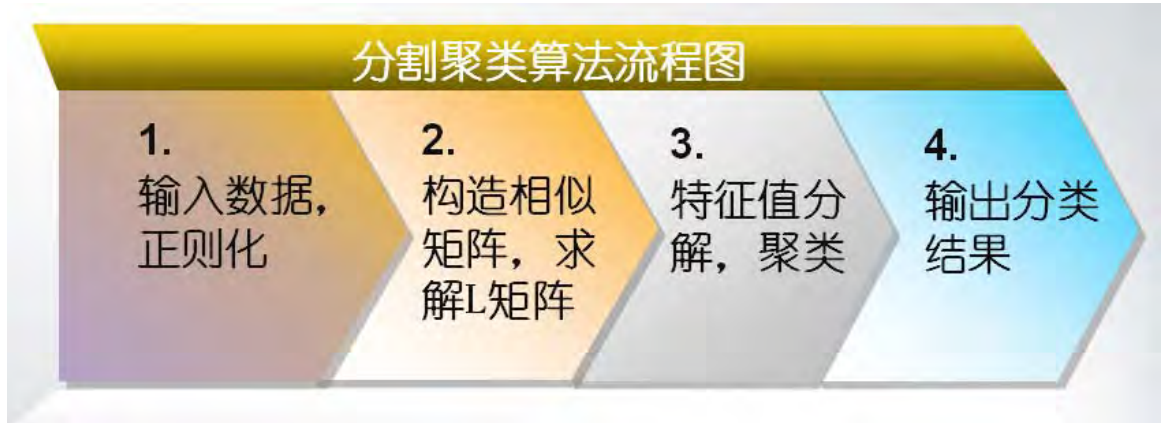 分割聚类算法流程图
1.
输入数据，
正则化
2.
构造相似
矩阵，求
解L矩阵
3.
特征值分
解，聚类
4.
输出分类
结果